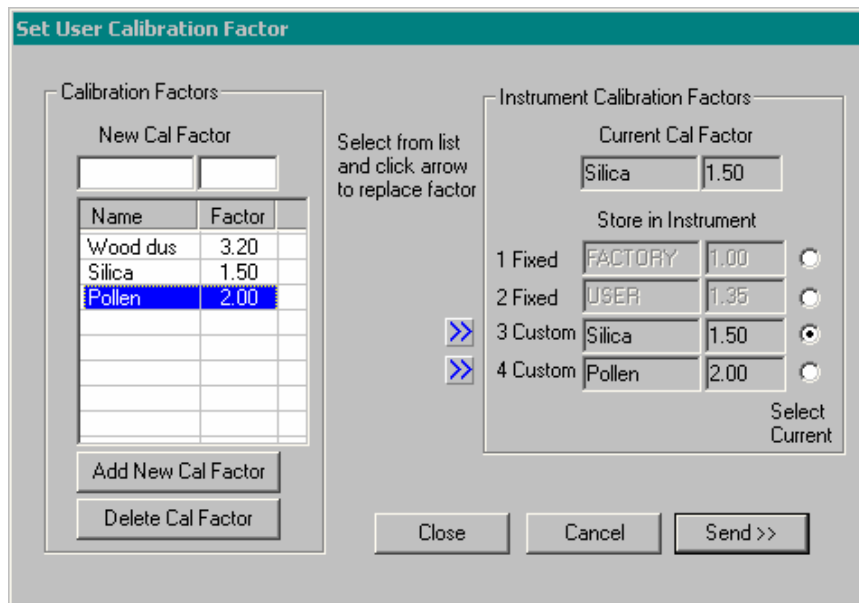 Set User Calibration Factor
Calibration Factors
New Cal Factor
Name Factor
Wood dus 3.20
Silica 1.50
Pollen 2.00
Add New Cal Factor
Delete Cal Factor
Select from list
and click arrow
to replace factor
>>
>>
Instrument Calibration Factors
Current Cal Factor
Silica 1.50
Store in Instrument
1 Fixed FACTORY 1.00
2 Fixed USER 1.35
3 Custom Silica 1.50
4 Custom Pollen 2.00
Select
Current
Close Cancel Send >>